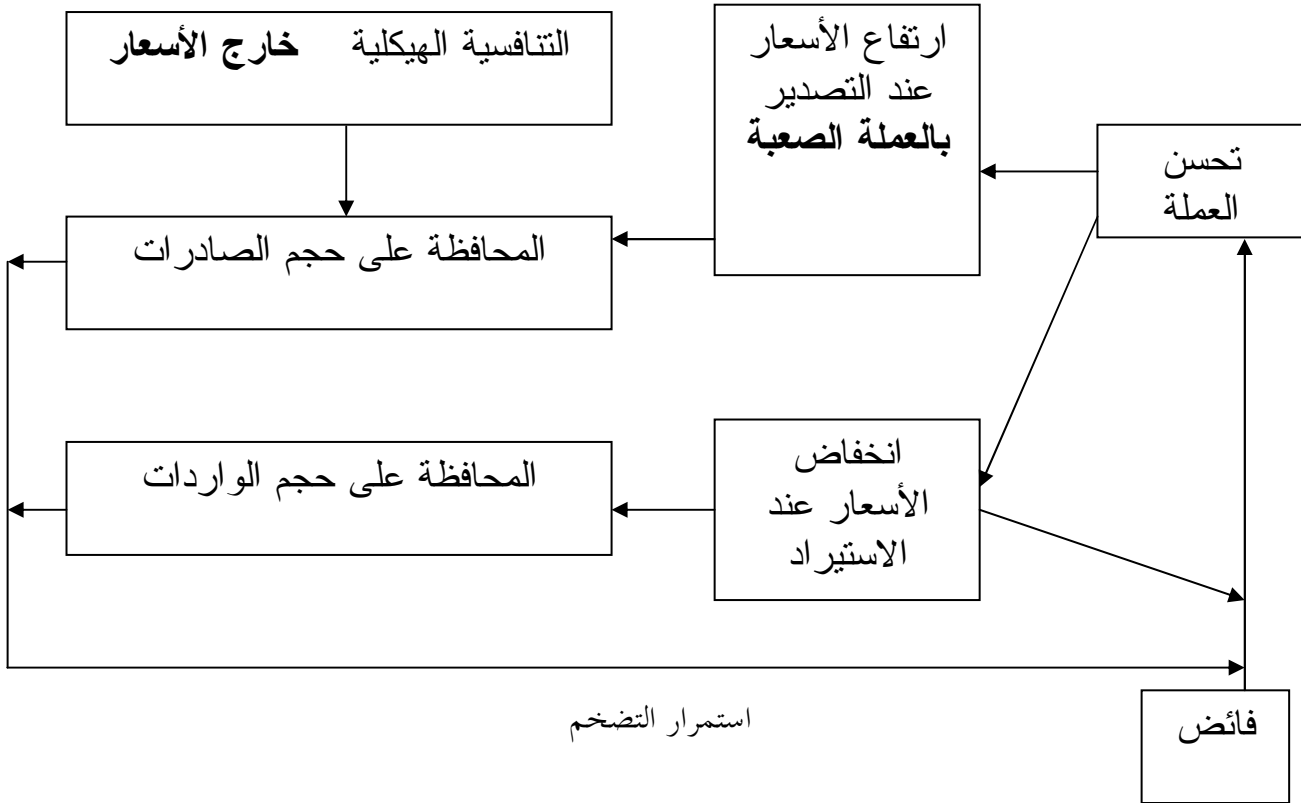 التنافسية الهيكلية خارج الأسعار
ارتفاع الأسعار
عند التصدير
بالعملة الصعبة
تحسن
العملة
المحافظة على حجم الصادرات
انخفاض
الأسعار عند
الاستيراد
المحافظة على حجم الواردات
استمرار التضخم
فائض